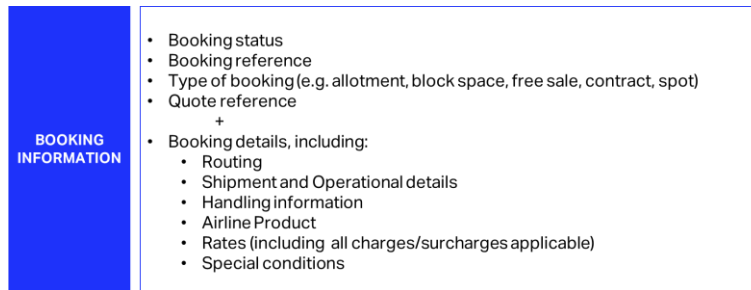 BOOKING
INFORMATION
• Booking status
• Booking reference
• Type of booking (e.g. allotment, block space, free sale, contract, spot)
• Quote reference
+
• Booking details, including:
• Routing
• Shipment and Operational details
• Handling information
• Airline Product
• Rates (including all charges/surcharges applicable)
• Special conditions